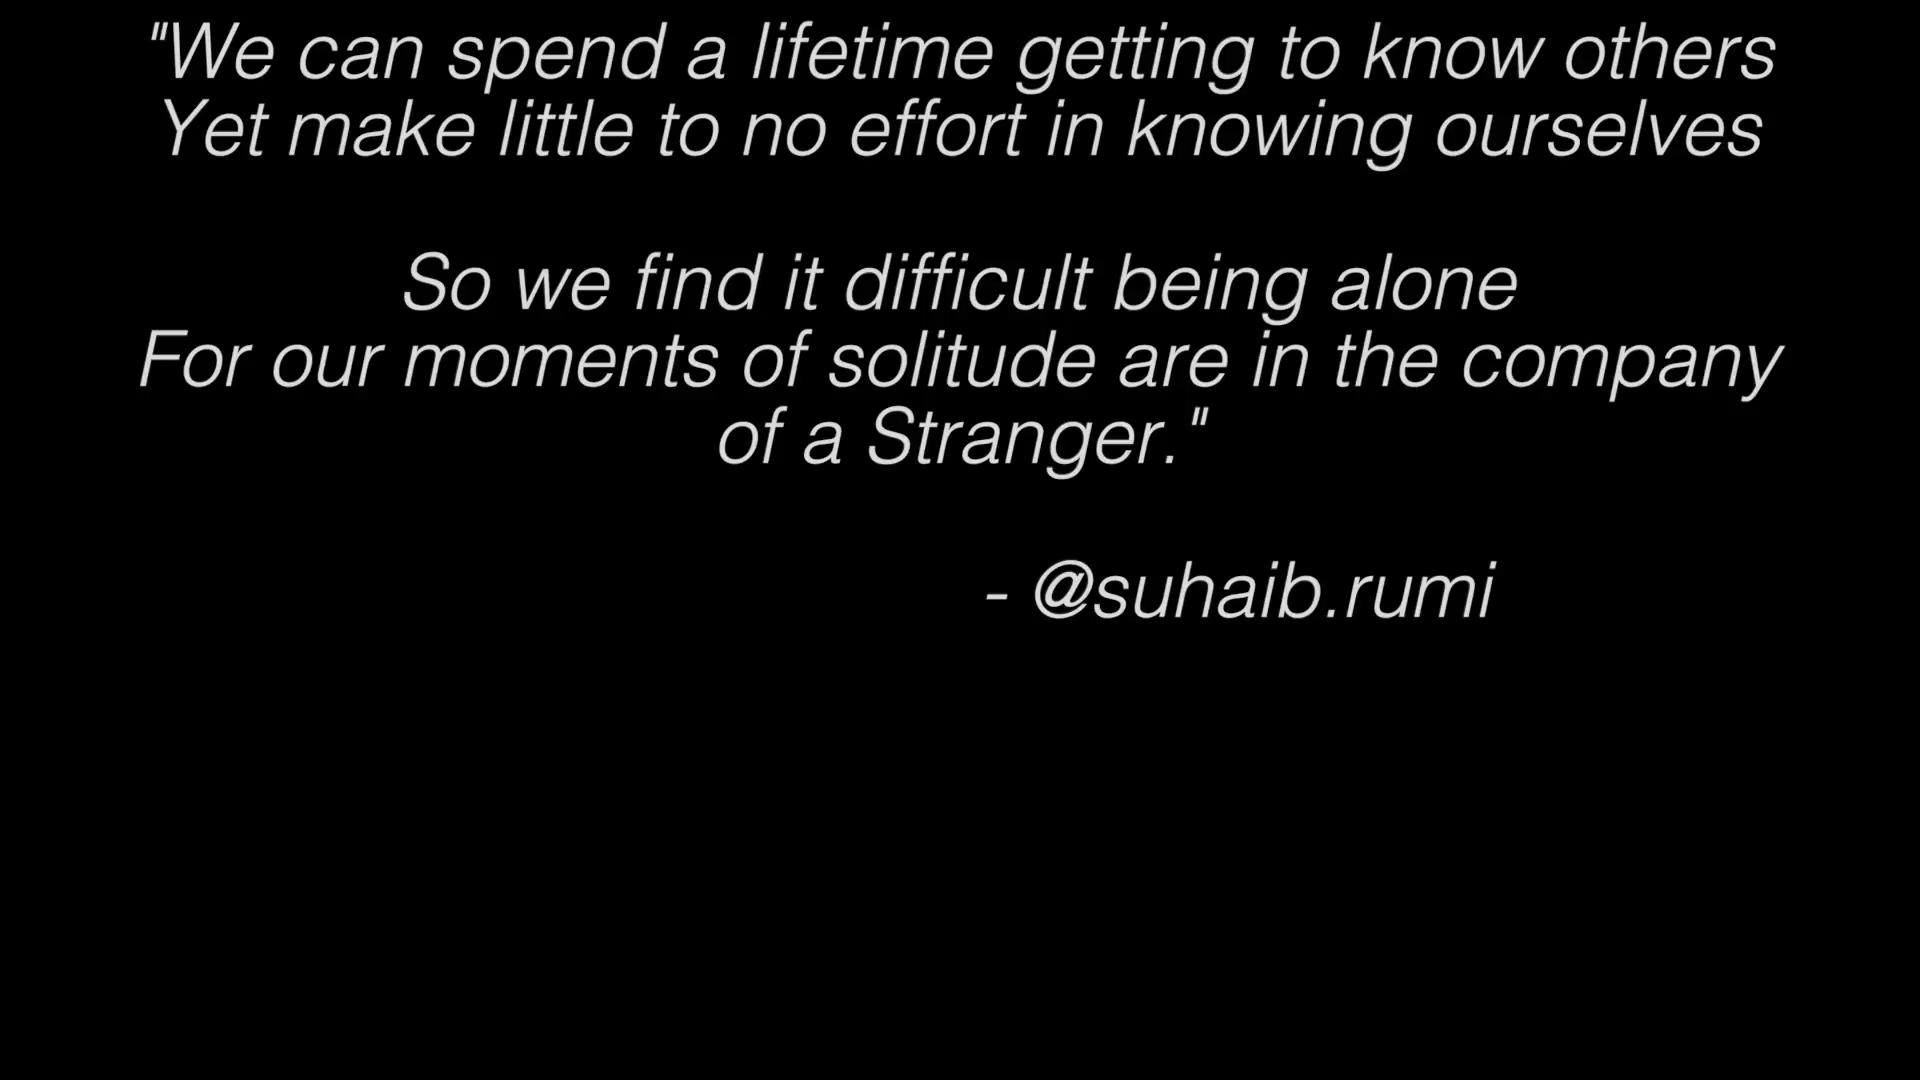 "We can spend a lifetime getting to know others
Yet make little to no effort in knowing ourselves
So we find it difficult being alone
For our moments of solitude are in the company
of a Stranger."
- @suhaib.rumi